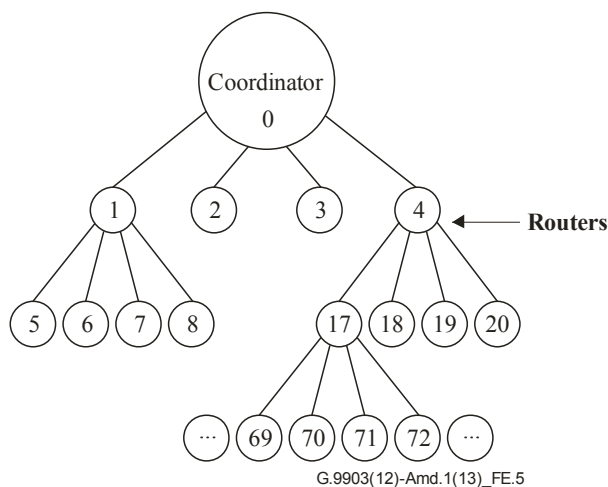 Coordinator
0
1 2 3 4
Routers
5 6 7 8 17 18 19 20
... 69 70 71 72 ...
G.9903(12)-Amd.1(13)_FE.5